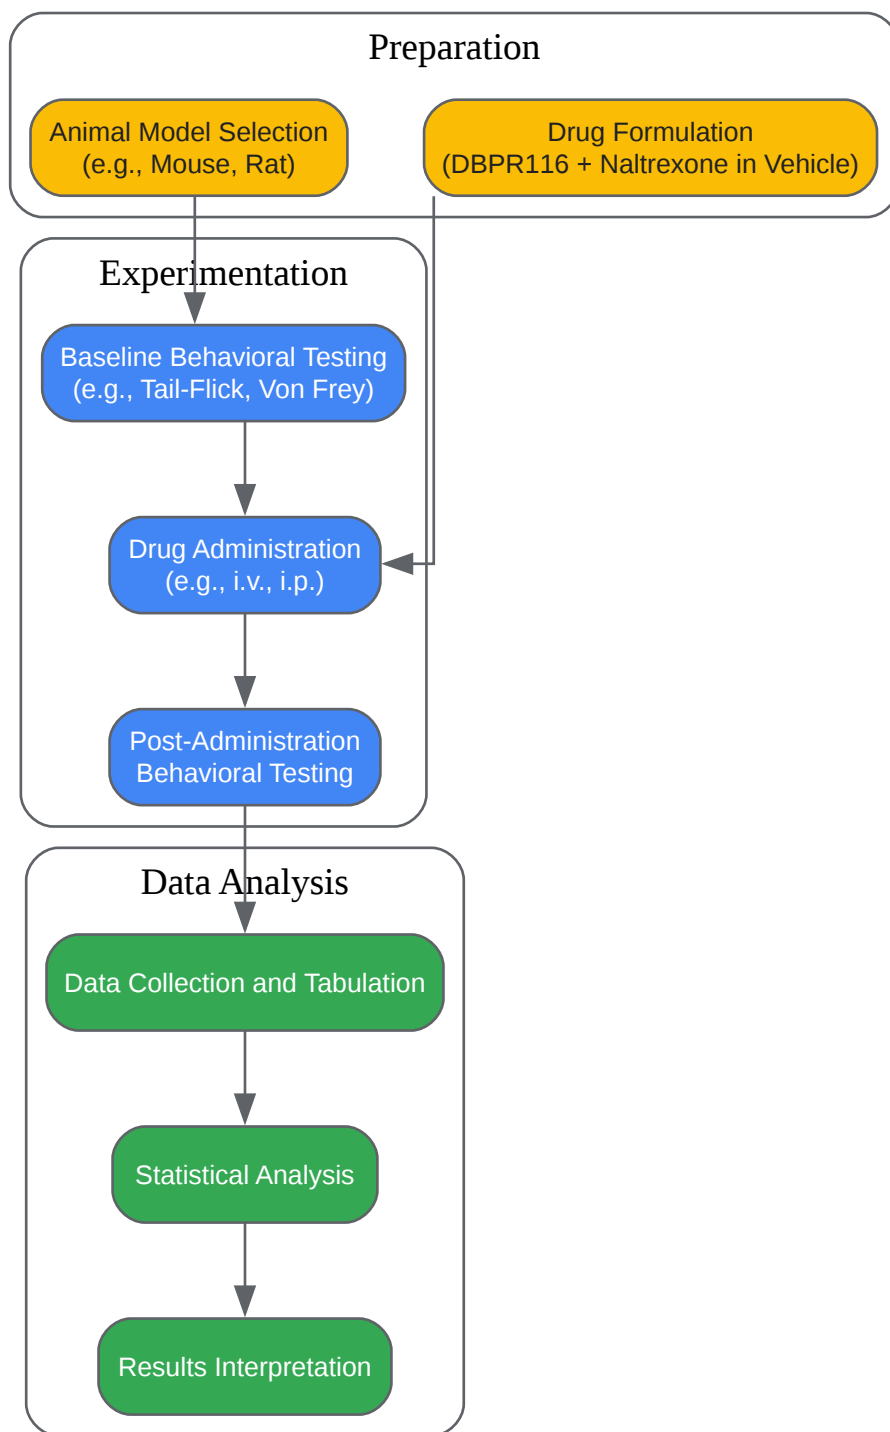 Preparation
Animal Model Selection
(e.g., Mouse, Rat)
Drug Formulation
(DBPR116 + Naltrexone in Vehicle)
Experimentation
Baseline Behavioral Testing
(e.g., Tail-Flick, Von Frey)
Drug Administration
(e.g., i.v., i.p.)
Post-Administration
Behavioral Testing
Data Analysis
Data Collection and Tabulation
Statistical Analysis
Results Interpretation